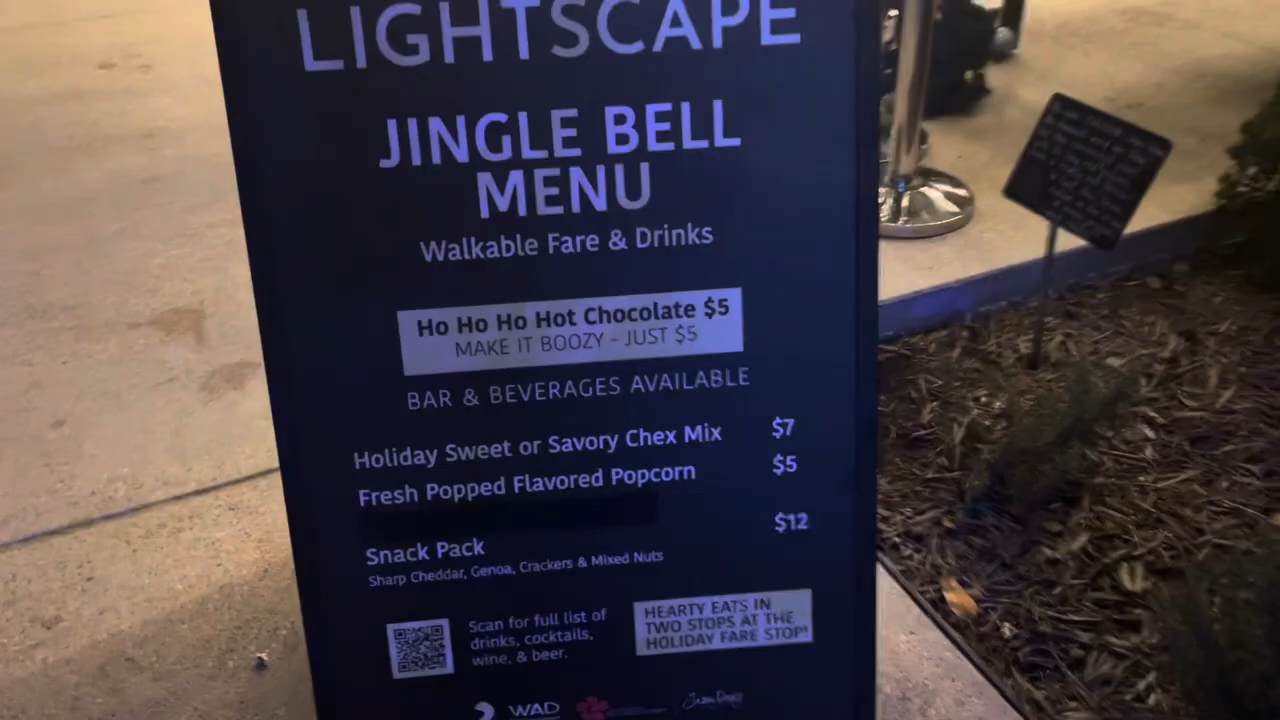 LIGHTSCAPE
JINGLE BELL
MENU
Walkable Fare & Drinks
Ho Ho Ho Hot Chocolate $5
MAKE IT BOOZY - JUST $5
BAR & BEVERAGES AVAILABLE
Holiday Sweet or Savory Chex Mix $7
Fresh Popped Flavored Popcorn $5
Snack Pack $12
Sharp Cheddar, Genoa, Crackers & Mixed Nuts
Scan for full list of
drinks, cocktails,
wine, & beer.
HEARTY EATS IN
TWO STOPS AT THE
HOLIDAY FARE STOP!
WAD